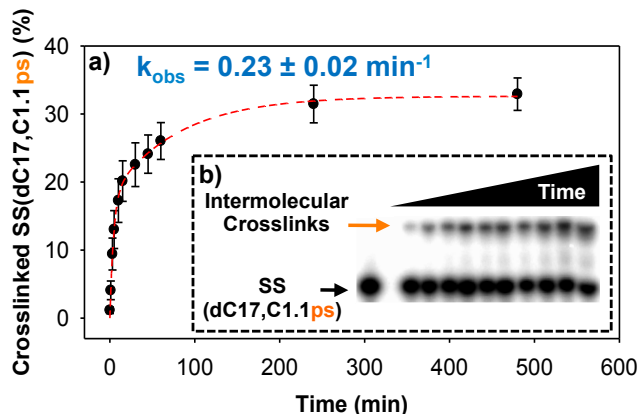 a)
k_obs = 0.23 ± 0.02 min⁻¹
Crosslinked SS(dC17,C1.1ps) (%)
40
30
20
10
0
b)
Time
Intermolecular
Crosslinks
SS
(dC17,C1.1ps)
0
100
200
300
400
500
600
Time (min)